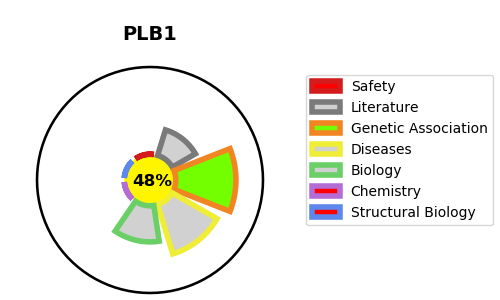 PLB1
48%
Safety
Literature
Genetic Association
Diseases
Biology
Chemistry
Structural Biology